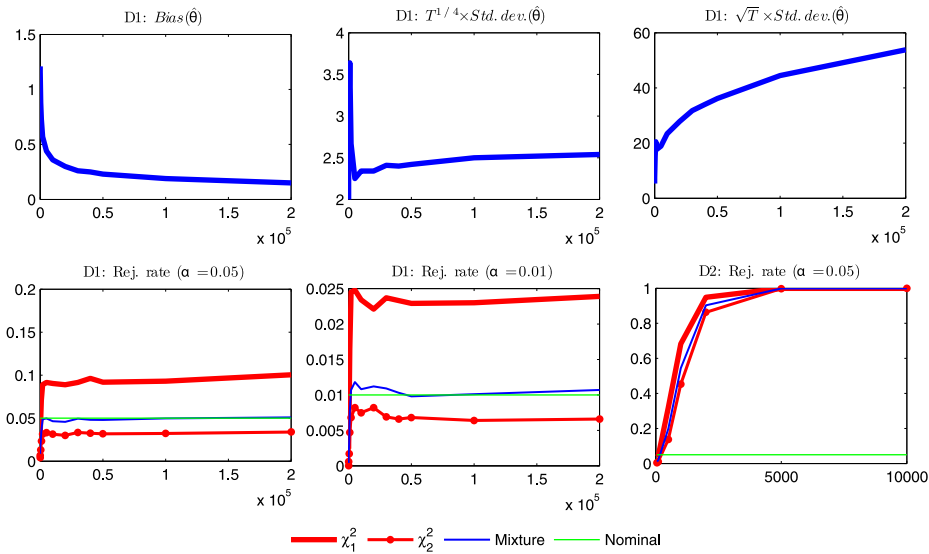 D1: Bias(θ̂)
D1: T^{1/4}×Std. dev.(θ̂)
D1: √T ×Std. dev.(θ̂)
1.5
1
0.5
0
0 0.5 1 1.5 2
x 10^5
4
3.5
3
2.5
2
0 0.5 1 1.5 2
x 10^5
60
40
20
0
0 0.5 1 1.5 2
x 10^5
D1: Rej. rate (α =0.05)
D1: Rej. rate (α =0.01)
D2: Rej. rate (α =0.05)
0.2
0.15
0.1
0.05
0
0 0.5 1 1.5 2
x 10^5
0.025
0.02
0.015
0.01
0.005
0
0 0.5 1 1.5 2
x 10^5
1
0.8
0.6
0.4
0.2
0
0 5000 10000
χ₁² χ₂² Mixture Nominal